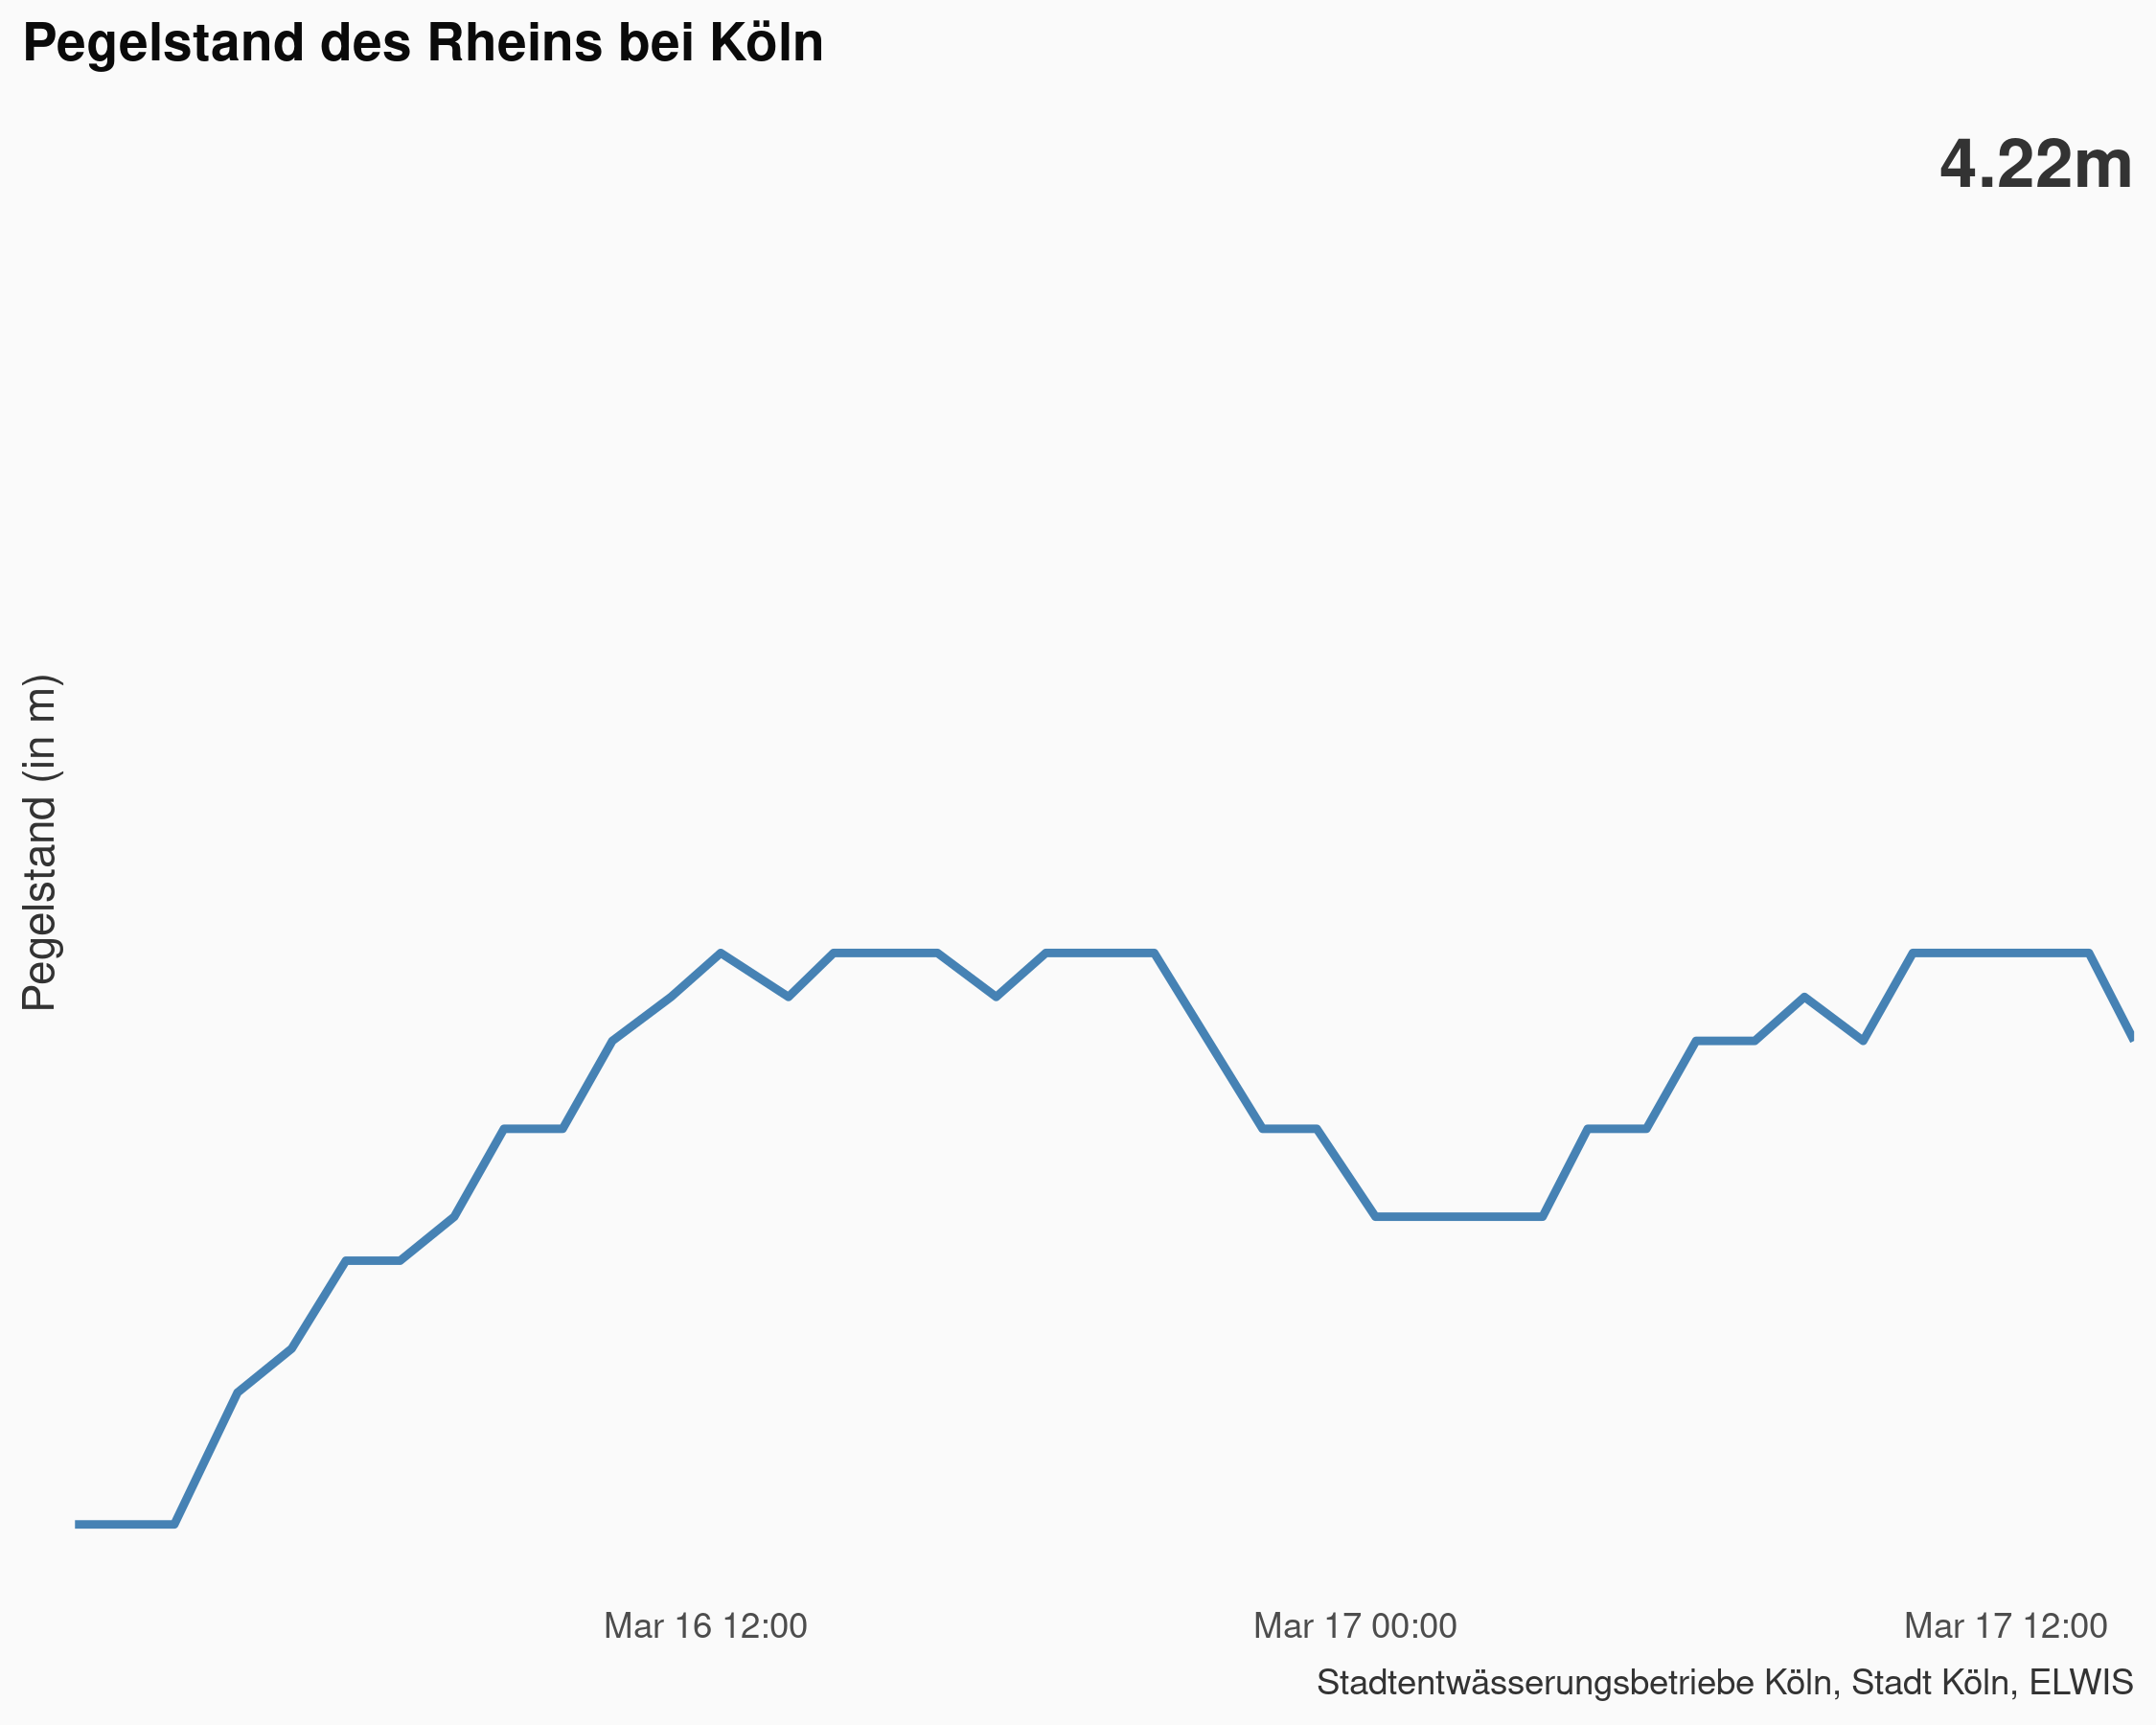 Pegelstand des Rheins bei Köln
4.22m
Pegelstand (in m)
Mar 16 12:00
Mar 17 00:00
Mar 17 12:00
Stadtentwässerungsbetriebe Köln, Stadt Köln, ELWIS